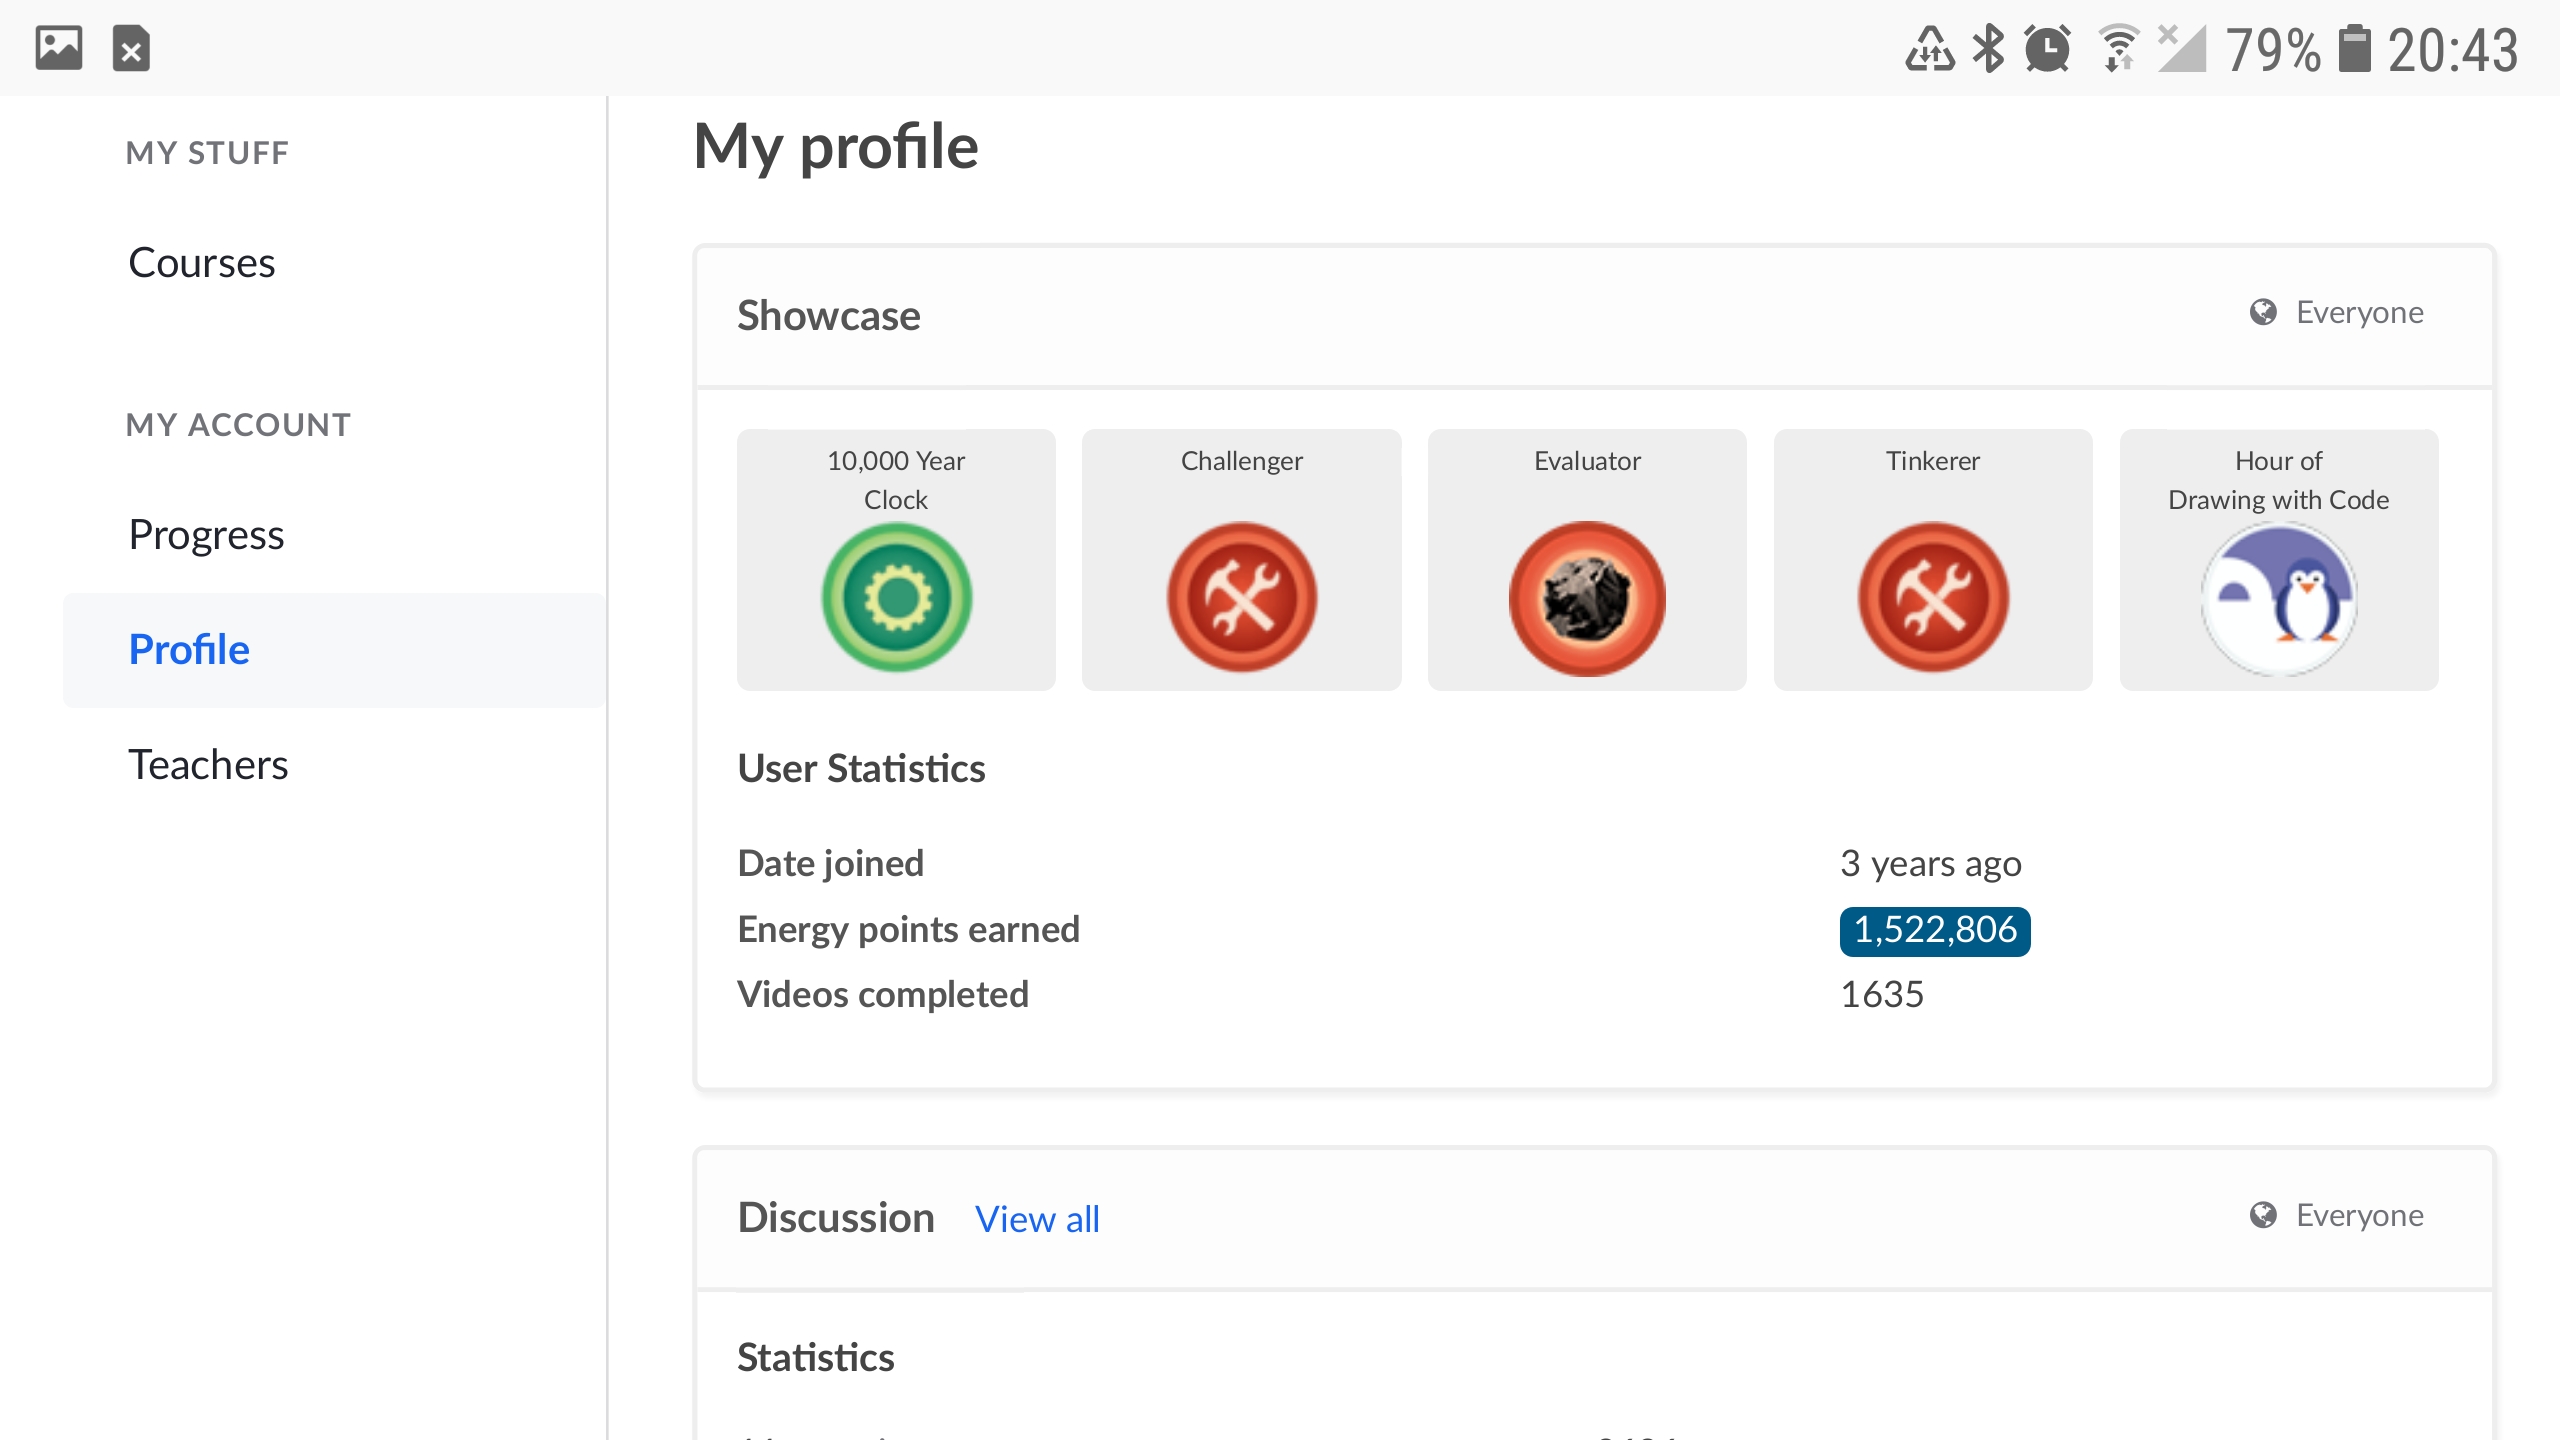 79% 20:43
MY STUFF
Courses
MY ACCOUNT
Progress
Profile
Teachers
My profile
Showcase
Everyone
10,000 Year
Clock
Challenger
Evaluator
Tinkerer
Hour of
Drawing with Code
User Statistics
Date joined
3 years ago
Energy points earned
1,522,806
Videos completed
1635
Discussion View all
Everyone
Statistics